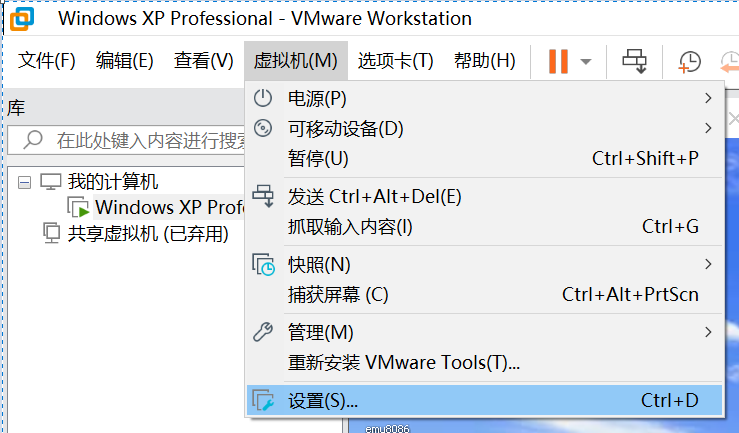 Windows XP Professional - VMware Workstation
文件(F) 编辑(E) 查看(V) 虚拟机(M) 选项卡(T) 帮助(H)
库
在此处键入内容进行搜索
我的计算机
Windows XP Profe
共享虚拟机 (已弃用)
电源(P)
可移动设备(D)
暂停(U) Ctrl+Shift+P
发送 Ctrl+Alt+Del(E)
抓取输入内容(I) Ctrl+G
快照(N)
捕获屏幕 (C) Ctrl+Alt+PrtScn
管理(M)
重新安装 VMware Tools(T)...
设置(S)... Ctrl+D
emu8086